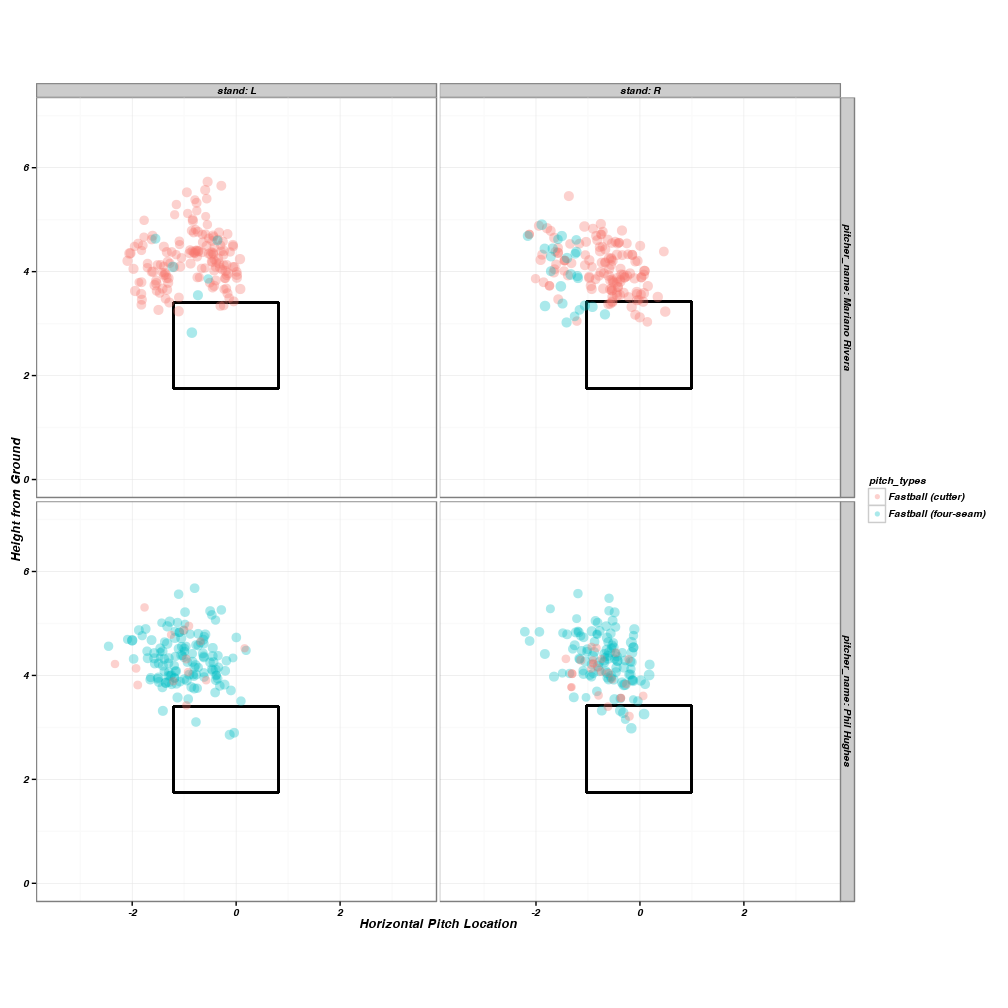 stand: L
stand: R
6
4
2
0
pitcher_name: Mariano Rivera
Height from Ground
6
4
2
0
pitcher_name: Phil Hughes
-2
0
2
-2
0
2
Horizontal Pitch Location
pitch_types
Fastball (cutter)
Fastball (four-seam)